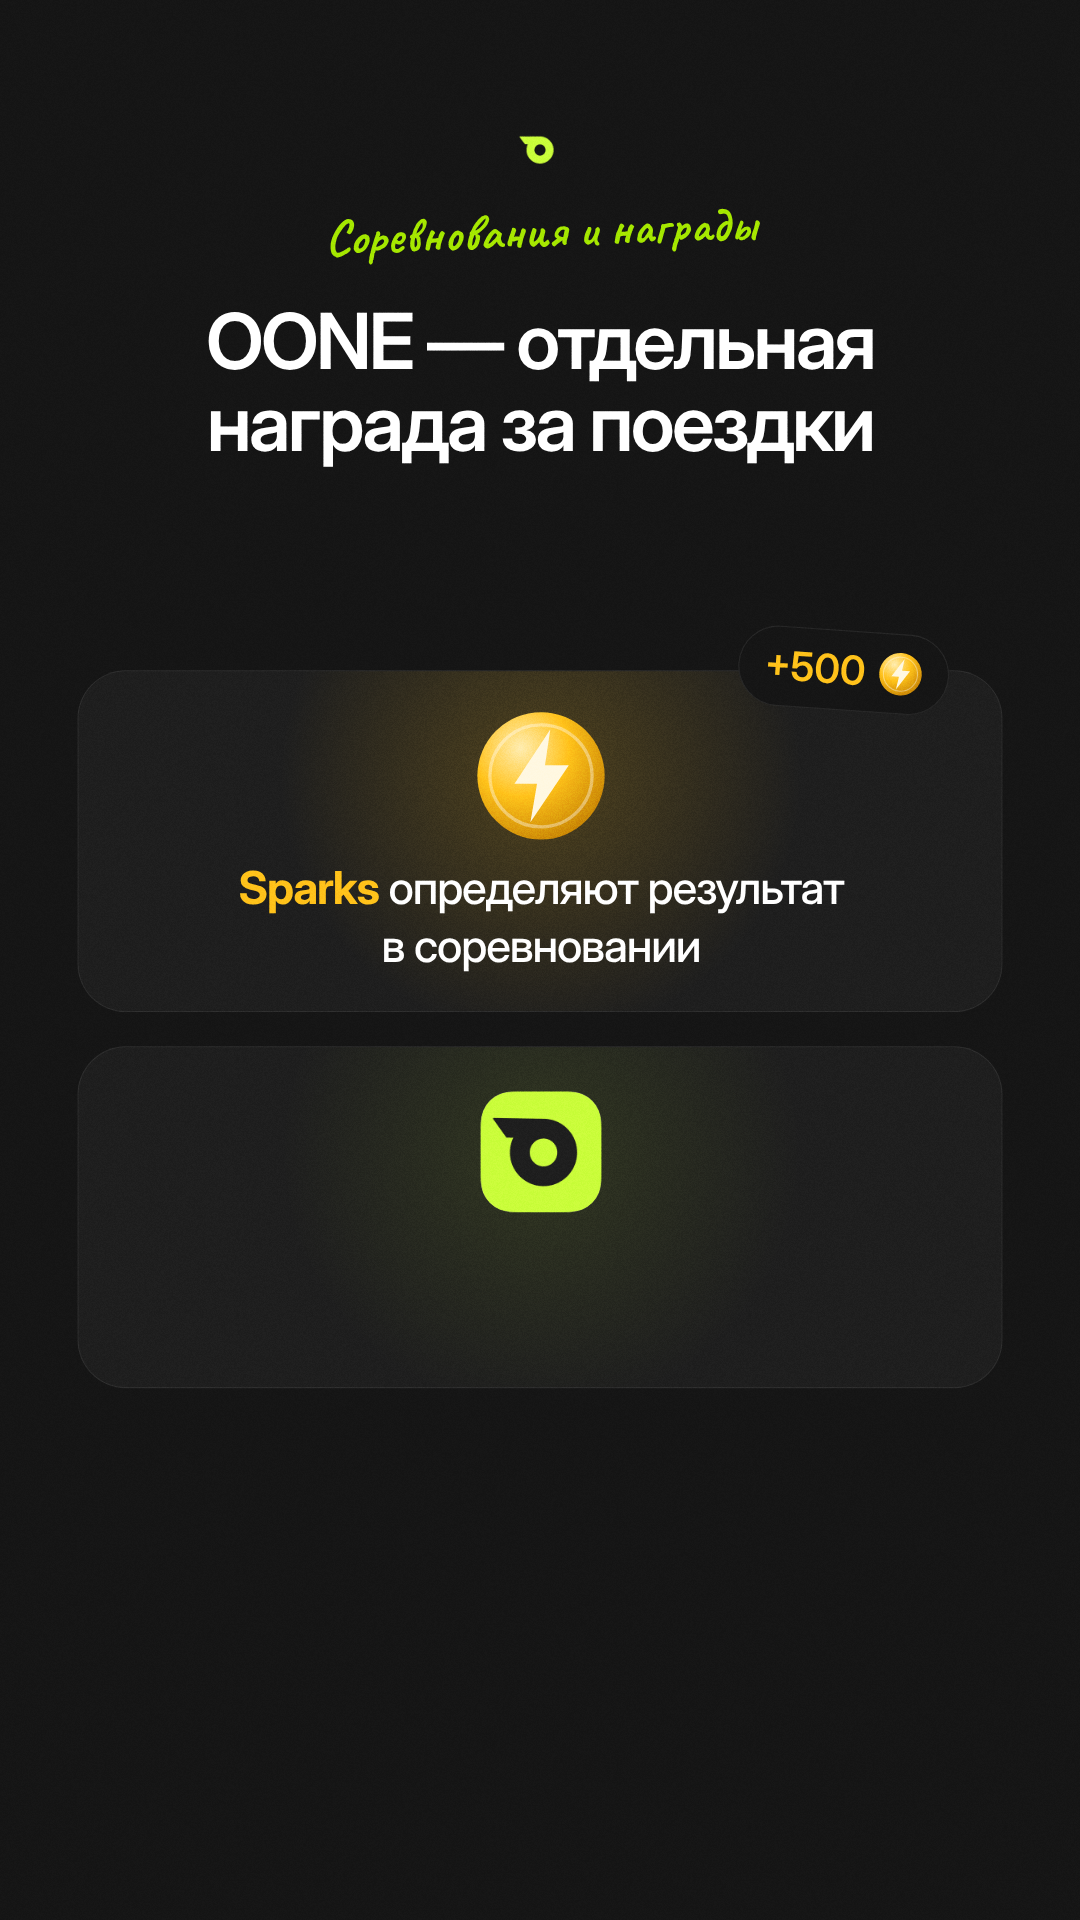 Соревнования и награды
OONE — отдельная
награда за поездки
+500
Sparks определяют результат
в соревновании